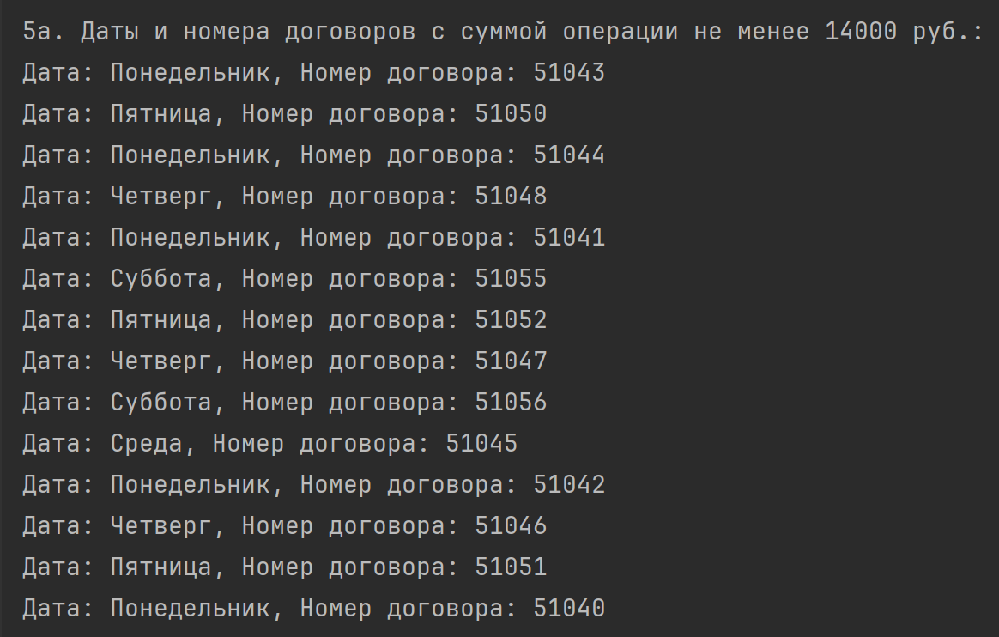 5а. Даты и номера договоров с суммой операции не менее 14000 руб.:
Дата: Понедельник, Номер договора: 51043
Дата: Пятница, Номер договора: 51050
Дата: Понедельник, Номер договора: 51044
Дата: Четверг, Номер договора: 51048
Дата: Понедельник, Номер договора: 51041
Дата: Суббота, Номер договора: 51055
Дата: Пятница, Номер договора: 51052
Дата: Четверг, Номер договора: 51047
Дата: Суббота, Номер договора: 51056
Дата: Среда, Номер договора: 51045
Дата: Понедельник, Номер договора: 51042
Дата: Четверг, Номер договора: 51046
Дата: Пятница, Номер договора: 51051
Дата: Понедельник, Номер договора: 51040